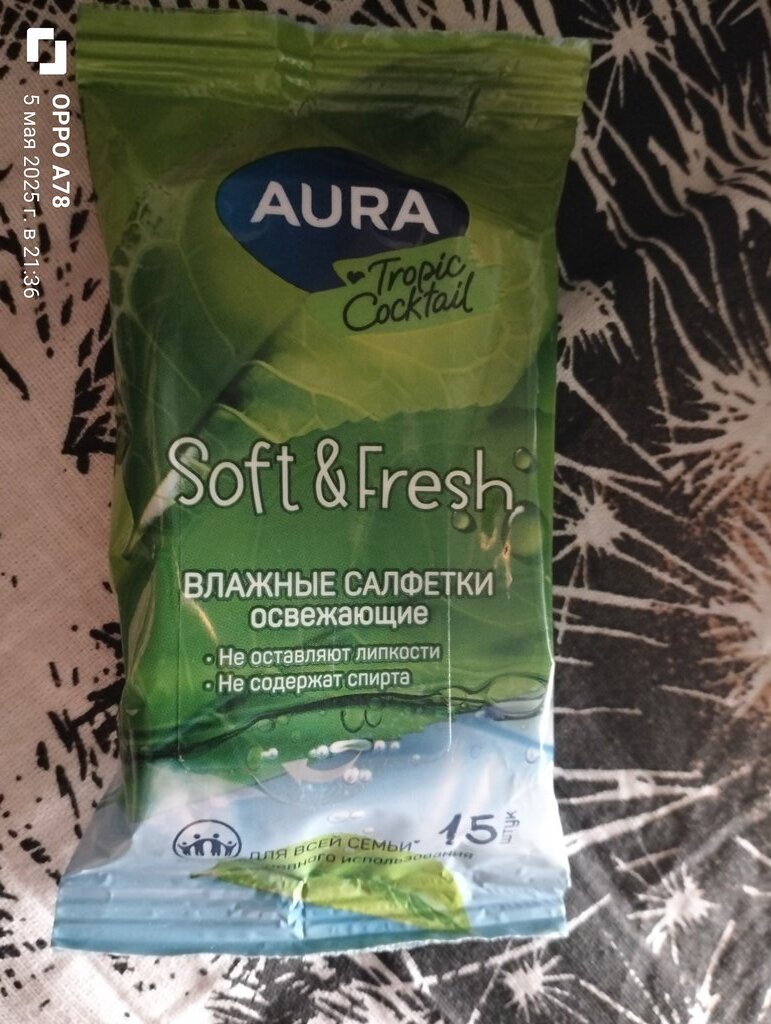 OPPO A78
5 мая 2025 г. в 21:36
AURA
Tropic
Cocktail
Soft & Fresh
ВЛАЖНЫЕ САЛФЕТКИ
освежающие
• Не оставляют липкости
• Не содержат спирта
15 штук
ДЛЯ ВСЕЙ СЕМЬИ*
использования